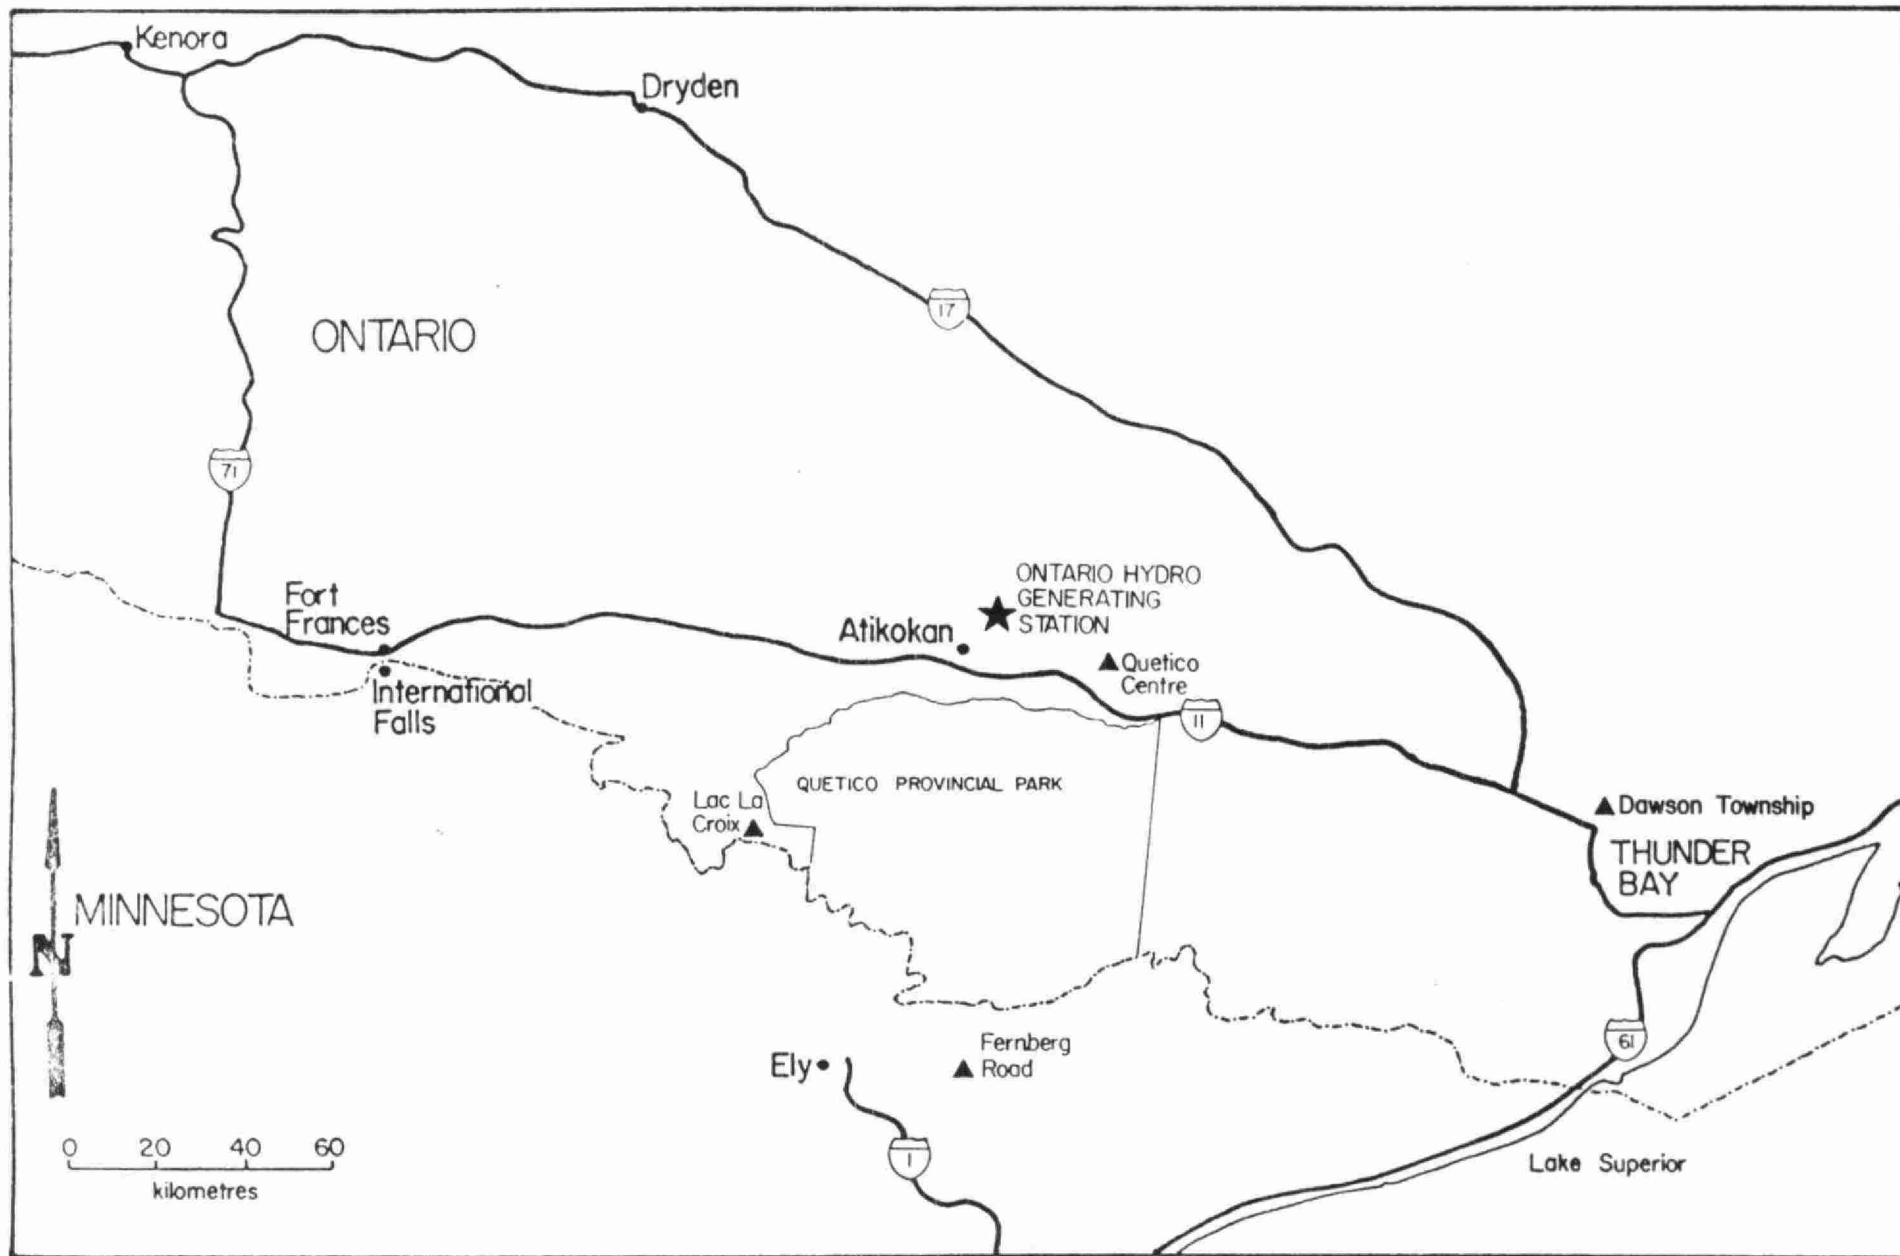 Kenora
Dryden
17
ONTARIO
71
ONTARIO HYDRO
GENERATING
STATION
Fort
Frances
Atikokan
Quetico
Centre
International
Falls
11
QUETICO PROVINCIAL PARK
Lac La
Croix
Dawson Township
THUNDER
BAY
MINNESOTA
N
61
Fernberg
Road
Ely
0 20 40 60
kilometres
1
Lake Superior